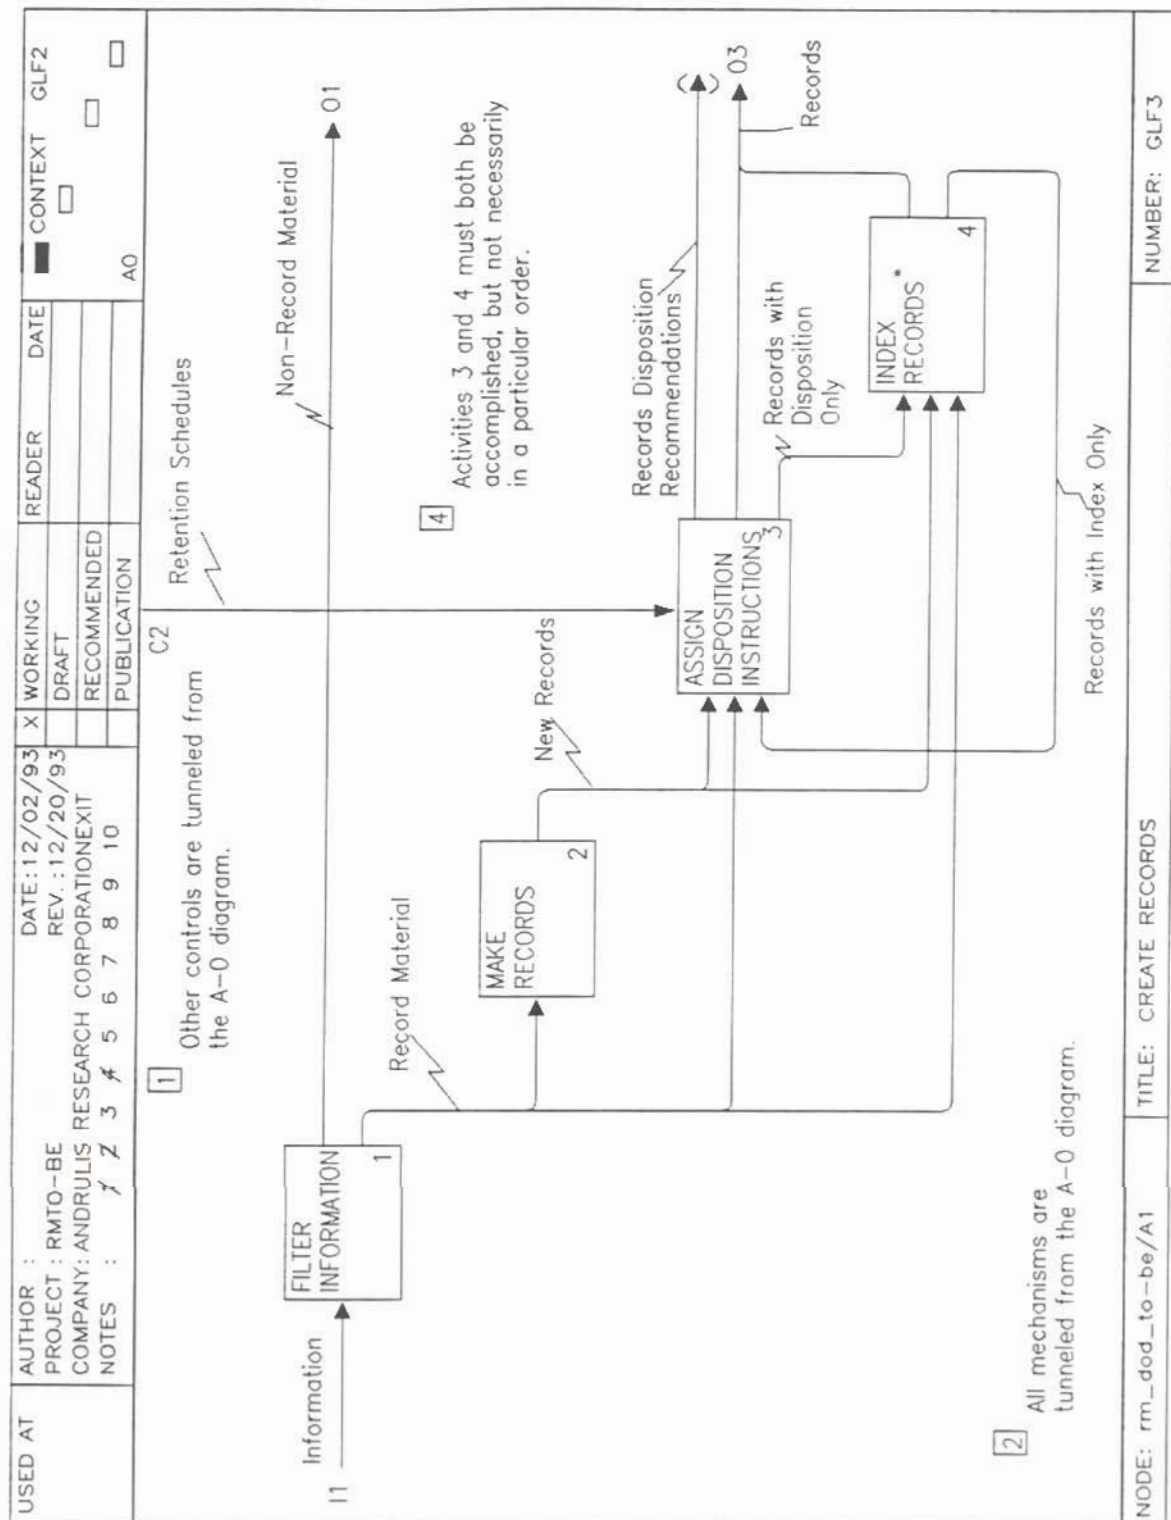 USED AT
AUTHOR :
DATE: 12/02/93
PROJECT : RMTO-BE
REV. : 12/20/93
COMPANY: ANDRULIS RESEARCH CORPORATIONEXIT
NOTES : 1 2 3 4 5 6 7 8 9 10
X WORKING
DRAFT
RECOMMENDED
PUBLICATION
READER DATE
CONTEXT GLF2
A0
1
Other controls are tunneled from
the A-0 diagram.
C2
Retention Schedules
I1
Information
FILTER
INFORMATION
1
Non-Record Material
O1
Record Material
MAKE
RECORDS
2
New Records
4
Activities 3 and 4 must both be
accomplished, but not necessarily
in a particular order.
ASSIGN
DISPOSITION
INSTRUCTIONS
3
Records Disposition
Recommendations
( )
O3
Records
Records with
Disposition
Only
INDEX
RECORDS*
4
Records with Index Only
2
All mechanisms are
tunneled from the A-0 diagram.
NODE: rm_dod_to-be/A1
TITLE: CREATE RECORDS
NUMBER: GLF3